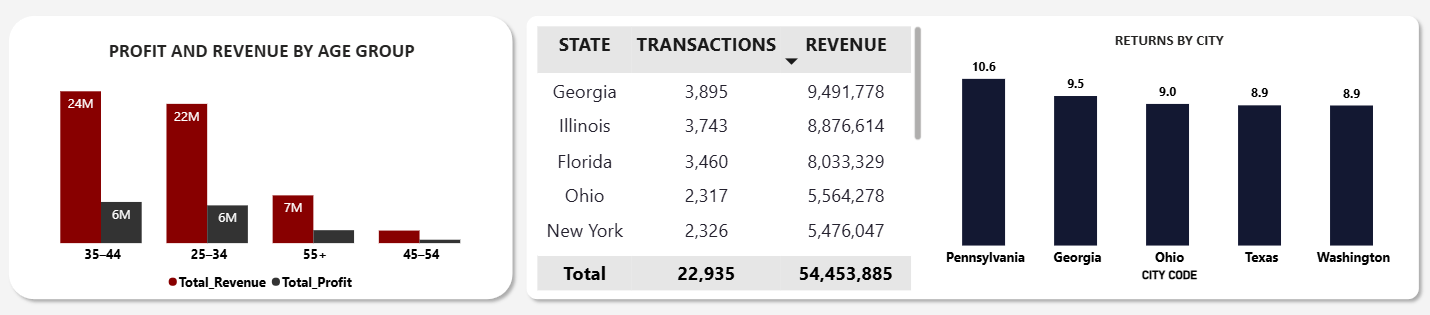 PROFIT AND REVENUE BY AGE GROUP
24M
6M
22M
6M
7M
35–44
25–34
55+
45–54
Total_Revenue Total_Profit
STATE TRANSACTIONS REVENUE
Georgia 3,895 9,491,778
Illinois 3,743 8,876,614
Florida 3,460 8,033,329
Ohio 2,317 5,564,278
New York 2,326 5,476,047
Total 22,935 54,453,885
RETURNS BY CITY
10.6
9.5
9.0
8.9
8.9
Pennsylvania
Georgia
Ohio
Texas
Washington
CITY CODE